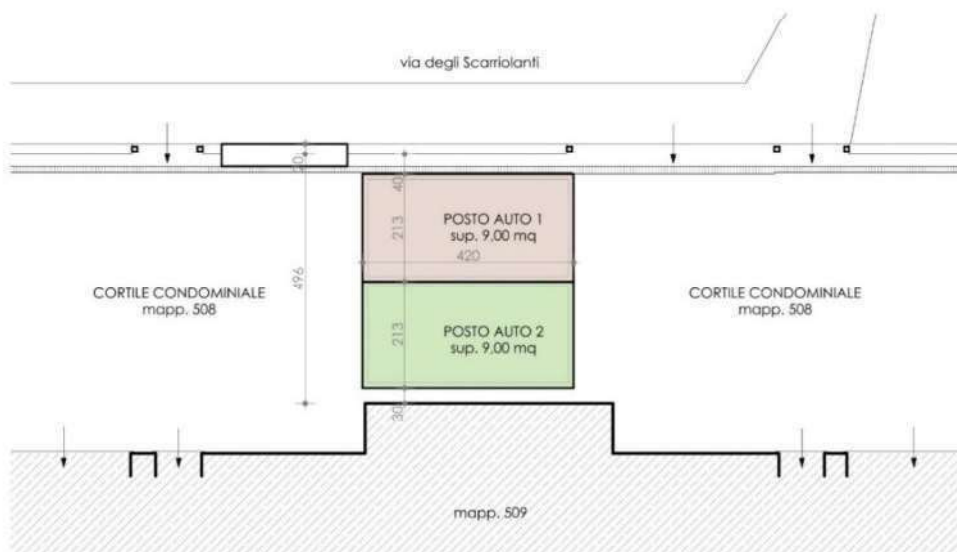 via degli Scarriolanti
20
40
POSTO AUTO 1
sup. 9,00 mq
213
420
496
CORTILE CONDOMINIALE
mapp. 508
CORTILE CONDOMINIALE
mapp. 508
POSTO AUTO 2
sup. 9,00 mq
213
30
mapp. 509